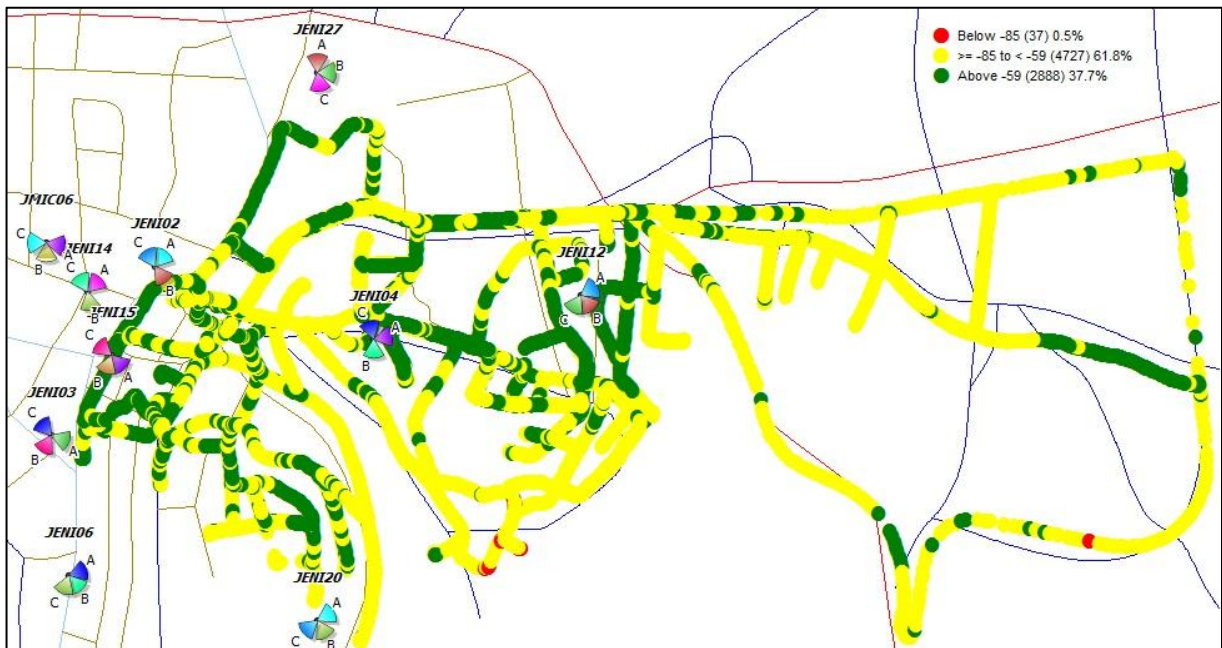 JENI27
A
B
C
Below -85 (37) 0.5%
>= -85 to < -59 (4727) 61.8%
Above -59 (2888) 37.7%
JMIC06
C
A
B
JENI14
C
A
B
JENI02
C
A
B
JENI15
C
A
B
JENI04
C
A
B
JENI12
A
C
B
JENI03
C
A
B
JENI06
A
C
B
JENI20
A
C
B